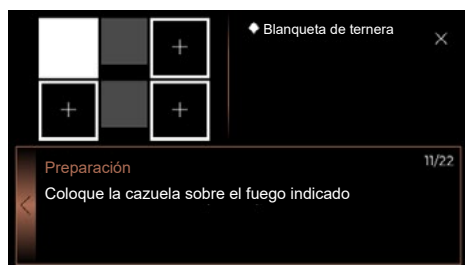 Blanqueta de ternera
Preparación
11/22
Coloque la cazuela sobre el fuego indicado